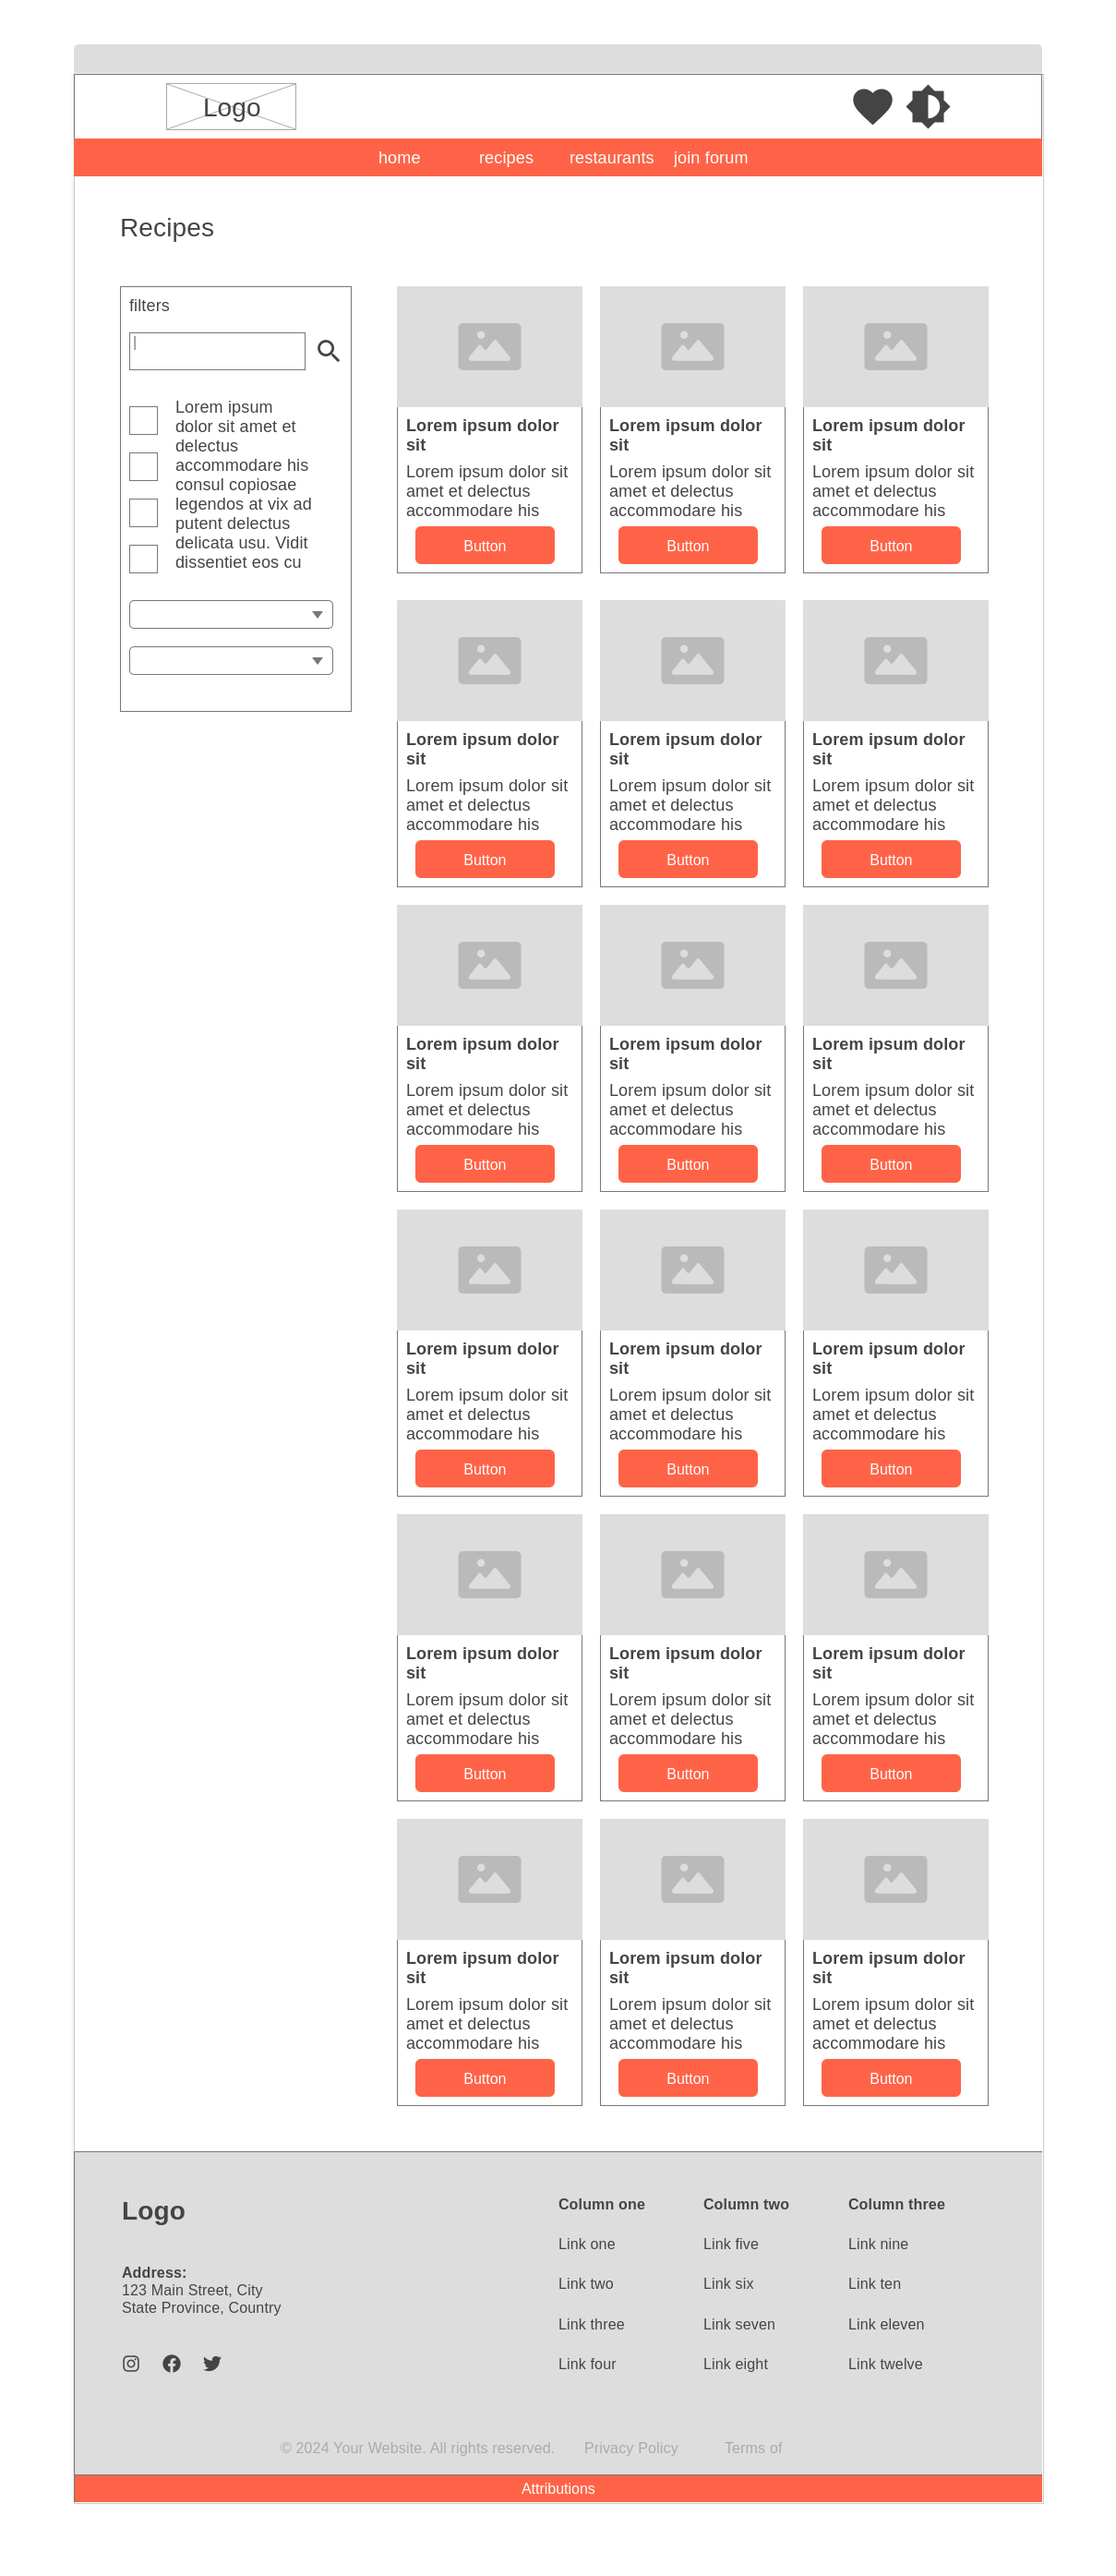 Logo
home recipes restaurants join forum
Recipes
filters
Lorem ipsum
dolor sit amet et
delectus
accommodare his
consul copiosae
legendos at vix ad
putent delectus
delicata usu. Vidit
dissentiet eos cu
Lorem ipsum dolor
sit
Lorem ipsum dolor sit
amet et delectus
accommodare his
Button
Lorem ipsum dolor
sit
Lorem ipsum dolor sit
amet et delectus
accommodare his
Button
Lorem ipsum dolor
sit
Lorem ipsum dolor sit
amet et delectus
accommodare his
Button
Lorem ipsum dolor
sit
Lorem ipsum dolor sit
amet et delectus
accommodare his
Button
Lorem ipsum dolor
sit
Lorem ipsum dolor sit
amet et delectus
accommodare his
Button
Lorem ipsum dolor
sit
Lorem ipsum dolor sit
amet et delectus
accommodare his
Button
Lorem ipsum dolor
sit
Lorem ipsum dolor sit
amet et delectus
accommodare his
Button
Lorem ipsum dolor
sit
Lorem ipsum dolor sit
amet et delectus
accommodare his
Button
Lorem ipsum dolor
sit
Lorem ipsum dolor sit
amet et delectus
accommodare his
Button
Lorem ipsum dolor
sit
Lorem ipsum dolor sit
amet et delectus
accommodare his
Button
Lorem ipsum dolor
sit
Lorem ipsum dolor sit
amet et delectus
accommodare his
Button
Lorem ipsum dolor
sit
Lorem ipsum dolor sit
amet et delectus
accommodare his
Button
Lorem ipsum dolor
sit
Lorem ipsum dolor sit
amet et delectus
accommodare his
Button
Lorem ipsum dolor
sit
Lorem ipsum dolor sit
amet et delectus
accommodare his
Button
Lorem ipsum dolor
sit
Lorem ipsum dolor sit
amet et delectus
accommodare his
Button
Lorem ipsum dolor
sit
Lorem ipsum dolor sit
amet et delectus
accommodare his
Button
Lorem ipsum dolor
sit
Lorem ipsum dolor sit
amet et delectus
accommodare his
Button
Lorem ipsum dolor
sit
Lorem ipsum dolor sit
amet et delectus
accommodare his
Button
Logo
Address:
123 Main Street, City
State Province, Country
Column one
Link one
Link two
Link three
Link four
Column two
Link five
Link six
Link seven
Link eight
Column three
Link nine
Link ten
Link eleven
Link twelve
© 2024 Your Website. All rights reserved. Privacy Policy Terms of
Attributions